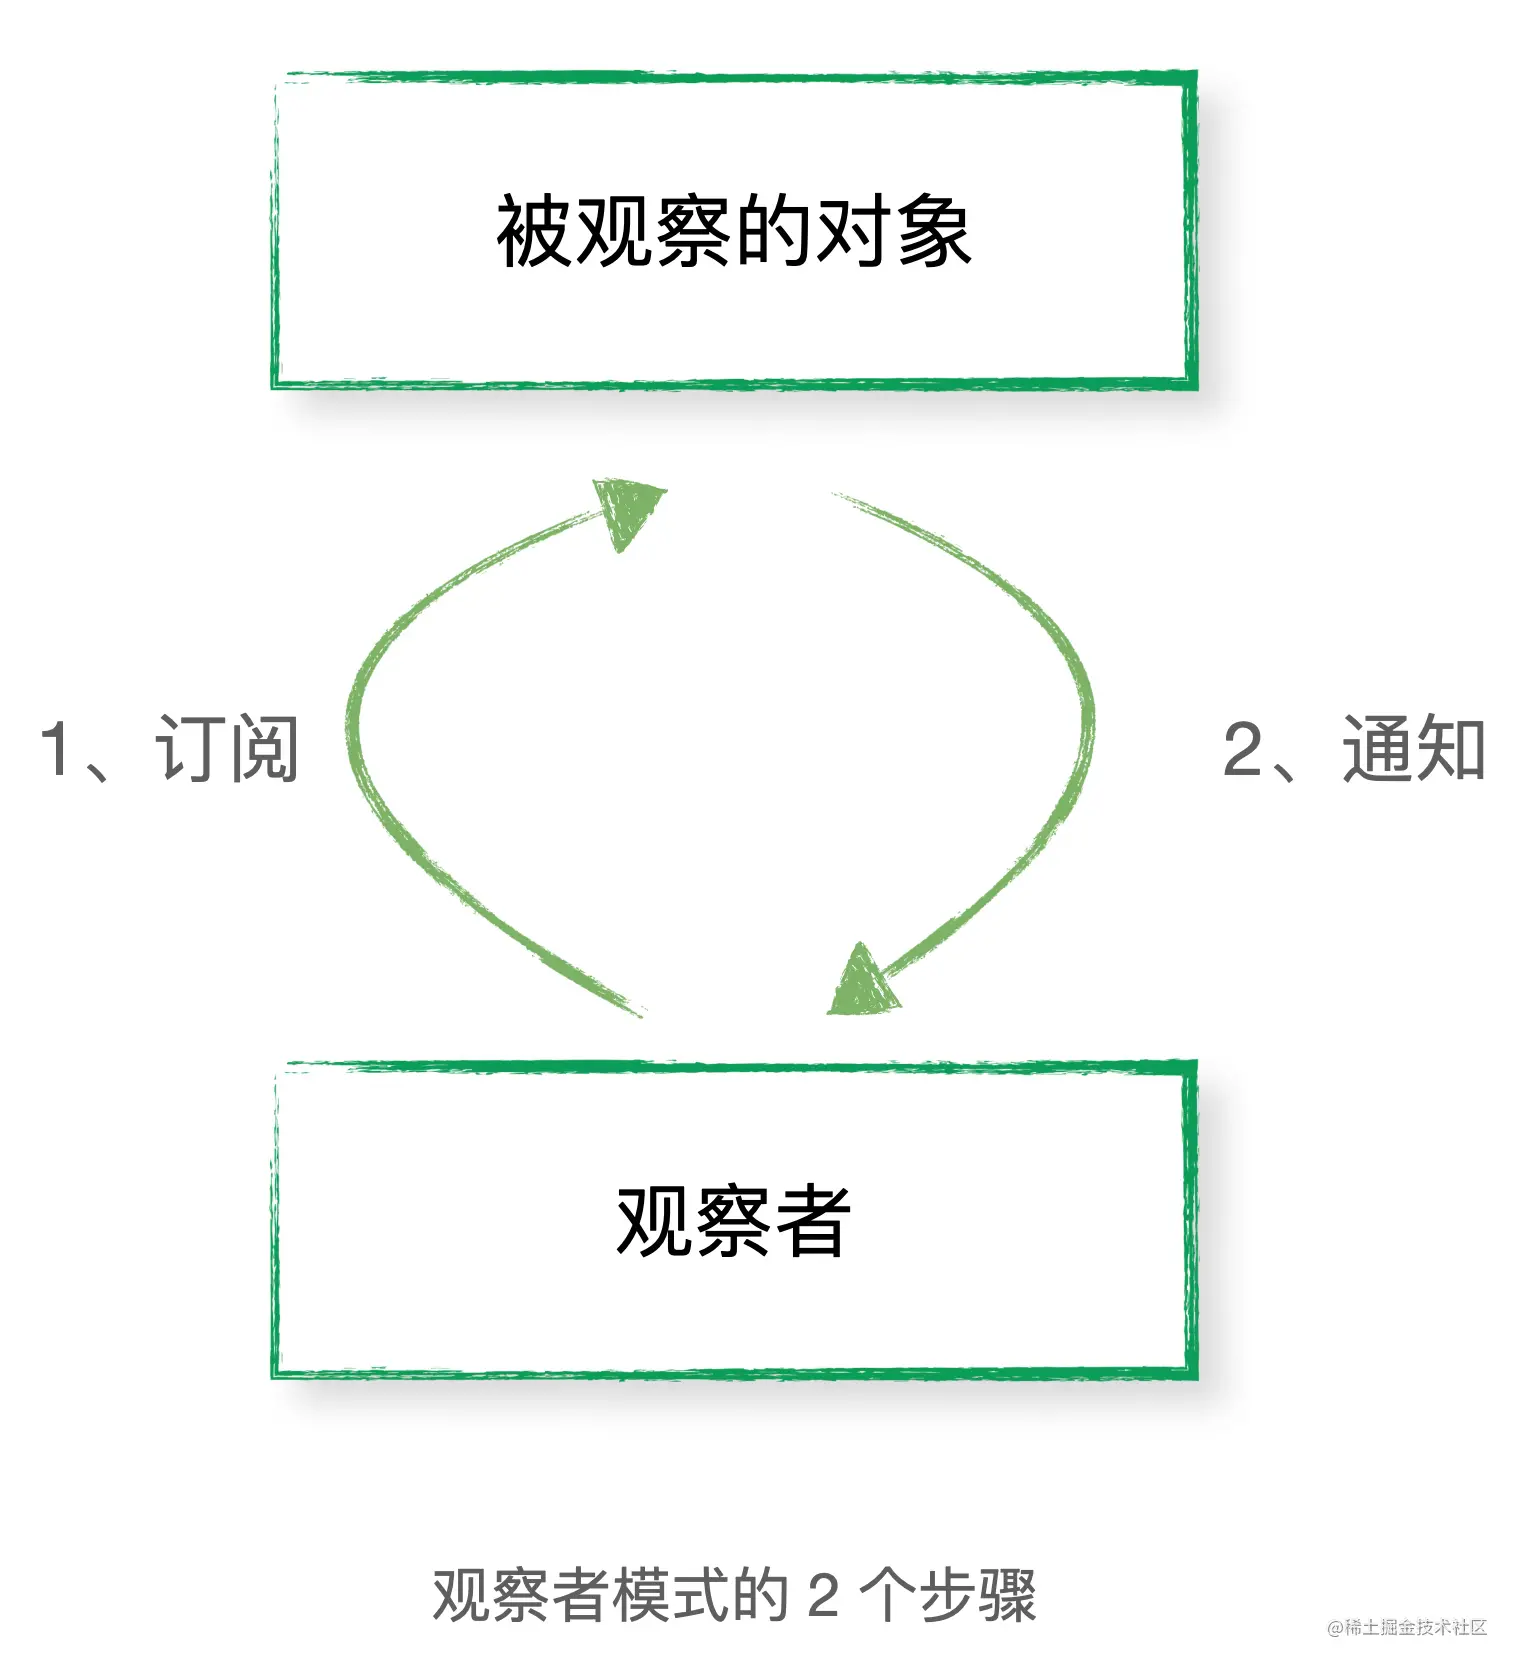 被观察的对象
1、订阅
2、通知
观察者
观察者模式的 2 个步骤
@稀土掘金技术社区